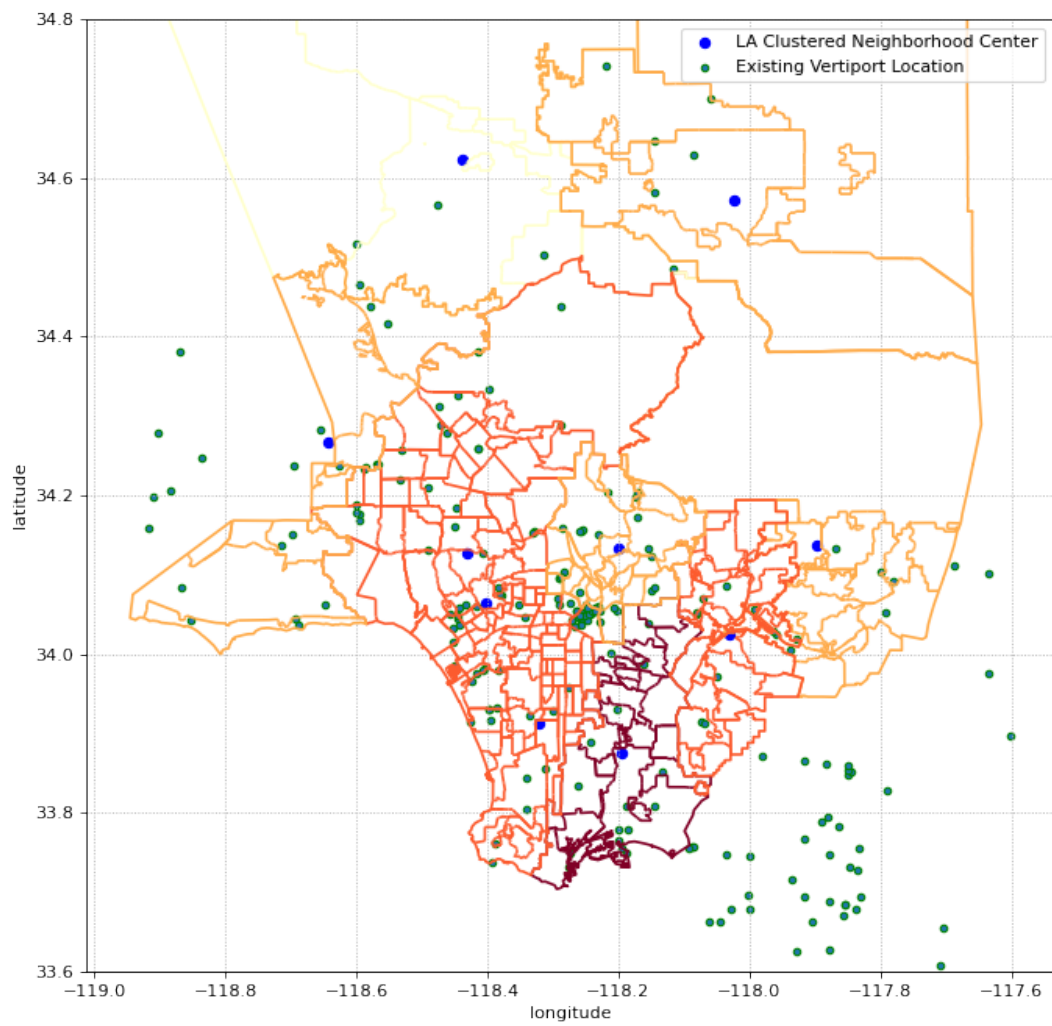 LA Clustered Neighborhood Center
Existing Vertiport Location
34.8
34.6
34.4
34.2
34.0
33.8
33.6
latitude
−119.0 −118.8 −118.6 −118.4 −118.2 −118.0 −117.8 −117.6
longitude